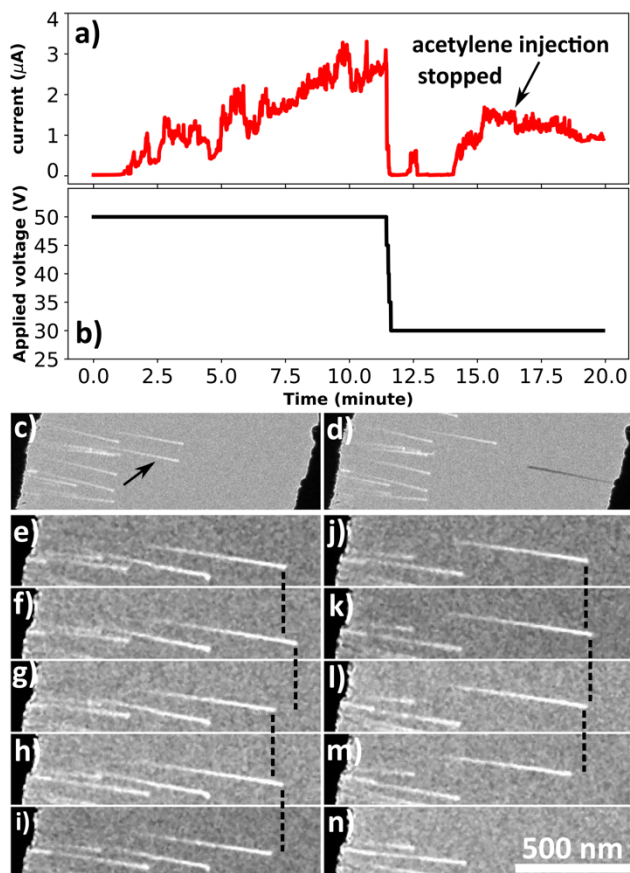 a)
acetylene injection
stopped
current (μA)
4
3
2
1
0
Applied voltage (V)
50
45
40
35
30
25
b)
0.0 2.5 5.0 7.5 10.0 12.5 15.0 17.5 20.0
Time (minute)
c) d)
e) j)
f) k)
g) l)
h) m)
i) n)
500 nm